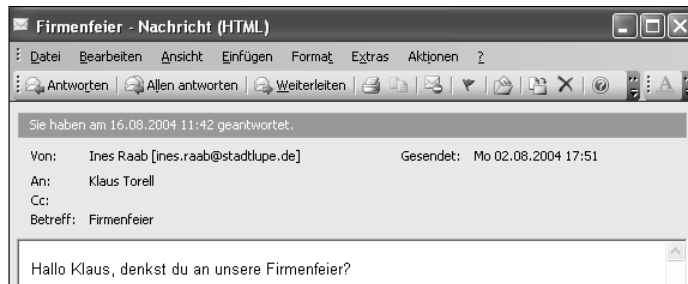 Firmenfeier - Nachricht (HTML)
Datei Bearbeiten Ansicht Einfügen Format Extras Aktionen ?
Antworten Allen antworten Weiterleiten A
Sie haben am 16.08.2004 11:42 geantwortet.
Von: Ines Raab [ines.raab@stadtlupe.de] Gesendet: Mo 02.08.2004 17:51
An: Klaus Torell
Cc:
Betreff: Firmenfeier
Hallo Klaus, denkst du an unsere Firmenfeier?